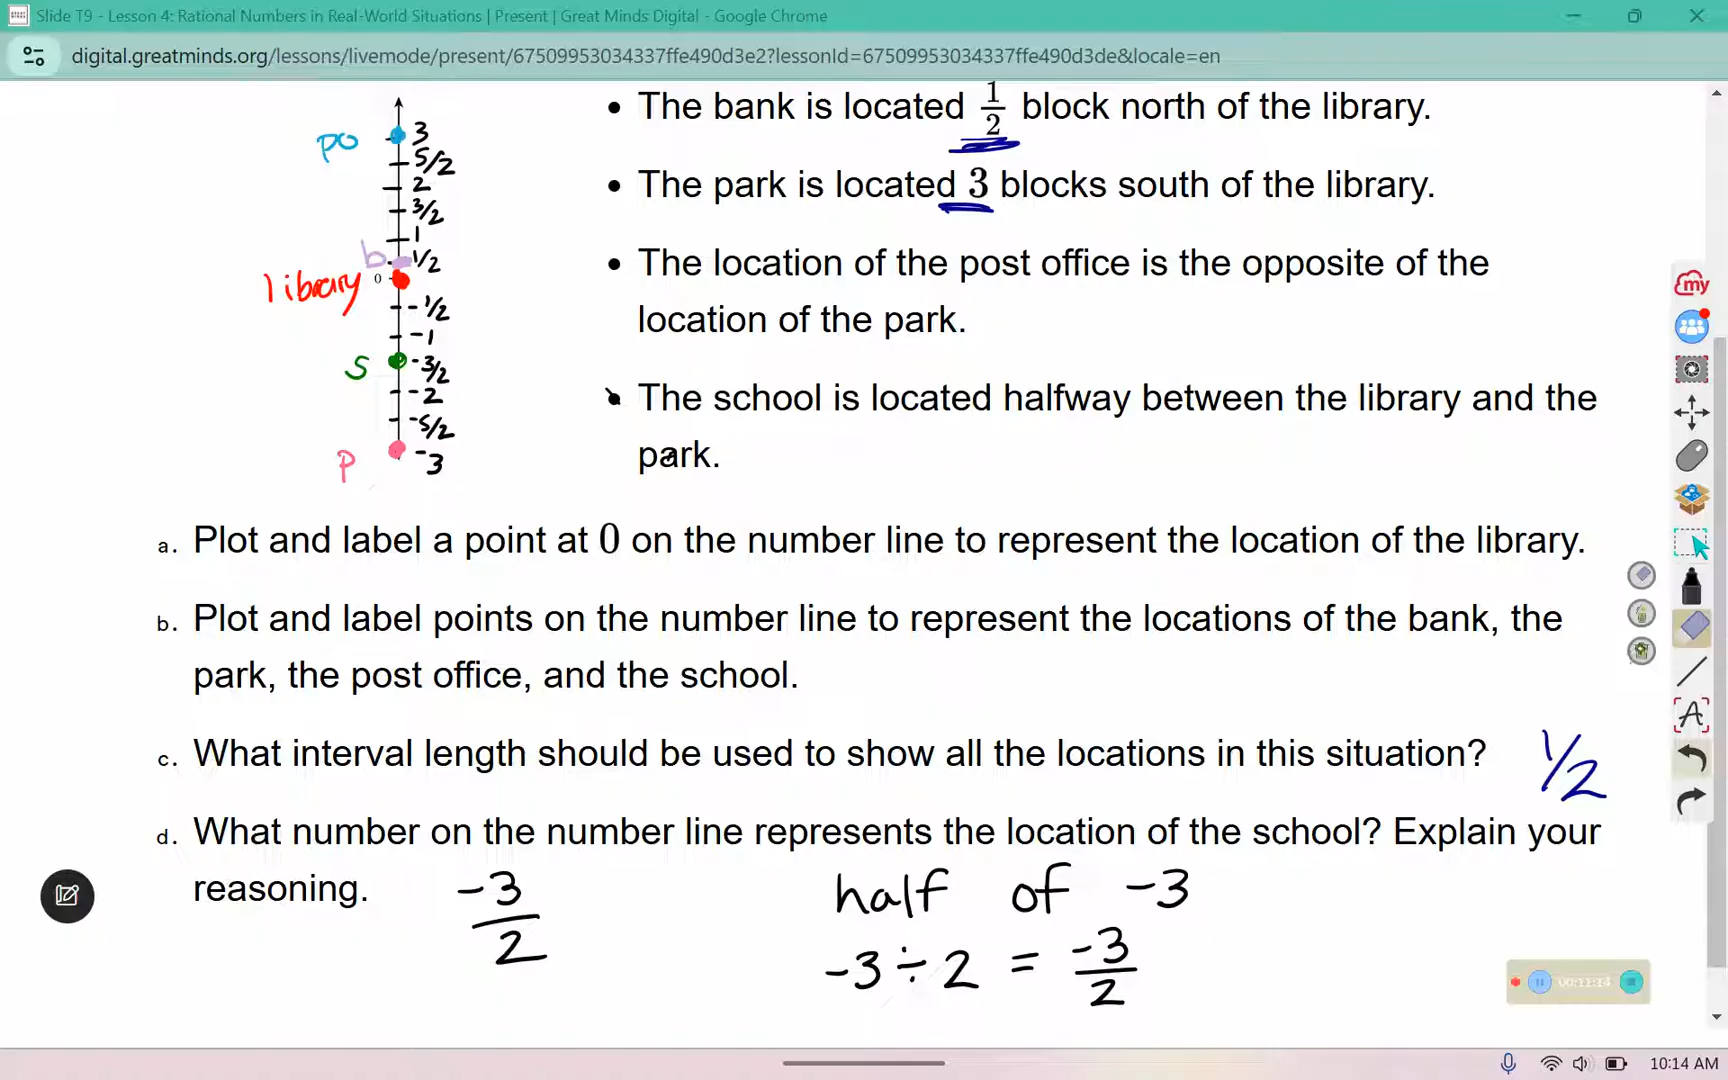 Slide T9 - Lesson 4: Rational Numbers in Real-World Situations | Present | Great Minds Digital - Google Chrome
digital.greatminds.org/lessons/livemode/present/67509953034337ffe490d3e2?lessonId=67509953034337ffe490d3de&locale=en
po 3
5/2
2
3/2
1
b 1/2
library 0
-1/2
-1
s -3/2
-2
-5/2
p -3
• The bank is located 1/2 block north of the library.
• The park is located 3 blocks south of the library.
• The location of the post office is the opposite of the
location of the park.
• The school is located halfway between the library and the
park.
a. Plot and label a point at 0 on the number line to represent the location of the library.
b. Plot and label points on the number line to represent the locations of the bank, the
park, the post office, and the school.
c. What interval length should be used to show all the locations in this situation? 1/2
d. What number on the number line represents the location of the school? Explain your
reasoning. -3/2 half of -3
-3 ÷ 2 = -3/2
my
A
00:11:14
10:14 AM